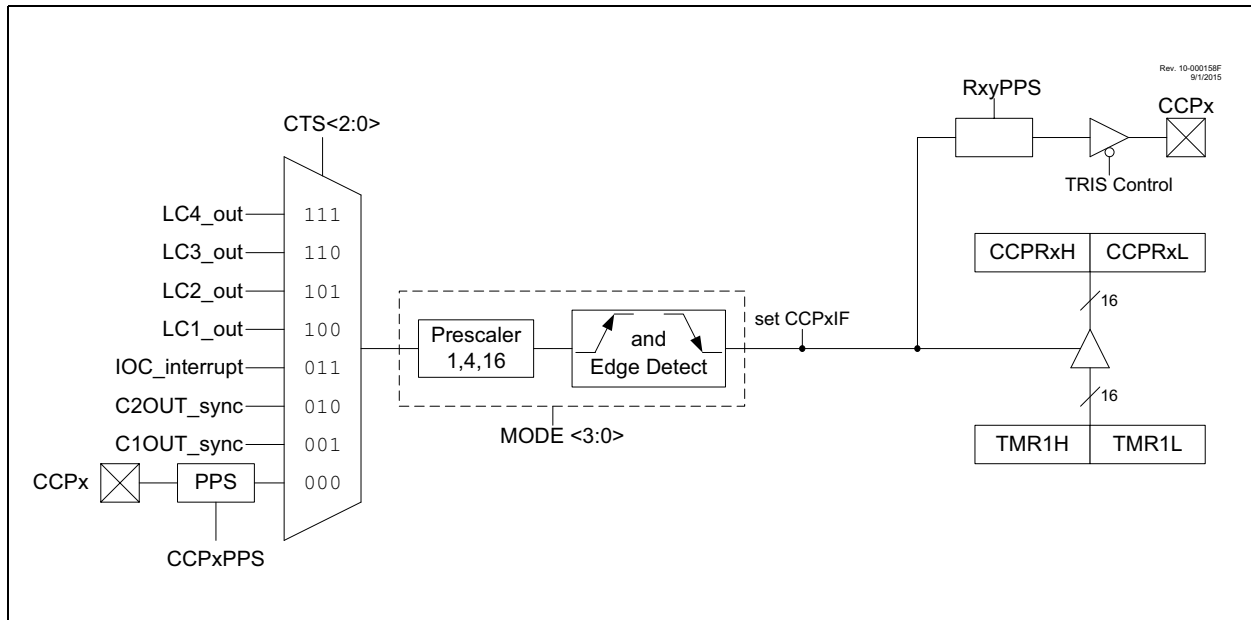 Rev. 10-000158F
9/1/2015
RxyPPS
CCPx
CTS<2:0>
TRIS Control
LC4_out 111
LC3_out 110
CCPRxH CCPRxL
LC2_out 101
16
LC1_out 100
set CCPxIF
Prescaler
1,4,16
and
Edge Detect
IOC_interrupt 011
16
C2OUT_sync 010
MODE <3:0>
C1OUT_sync 001
TMR1H TMR1L
CCPx PPS 000
CCPxPPS